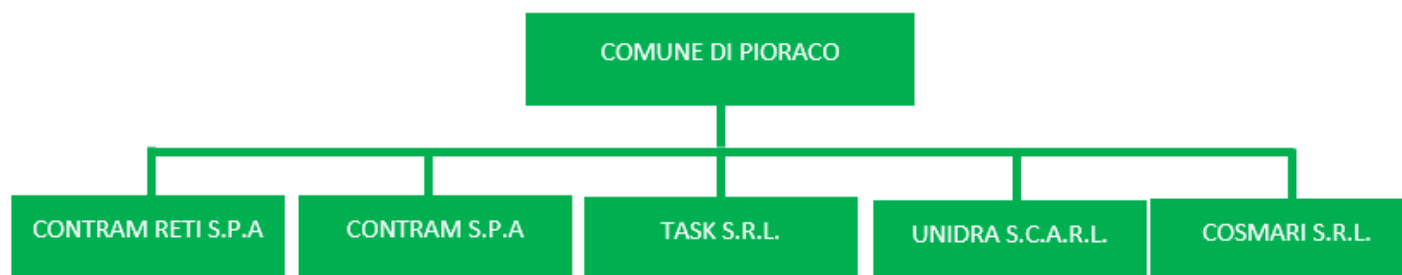 COMUNE DI PIORACO
CONTRAM RETI S.P.A
CONTRAM S.P.A
TASK S.R.L.
UNIDRA S.C.A.R.L.
COSMARI S.R.L.